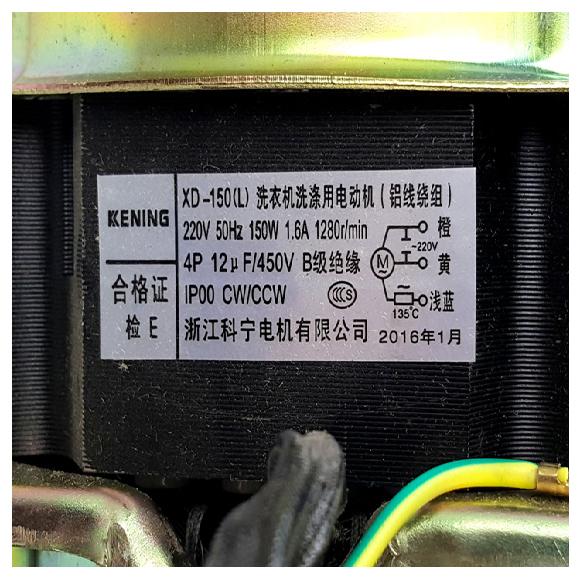 KENING
合格证
检 E
XD-150(L) 洗衣机洗涤用电动机(铝线绕组)
220V 50Hz 150W 1.6A 1280r/min
4P 12μF/450V B级绝缘
IP00 CW/CCW
CCC S
浙江科宁电机有限公司 2016年1月
M
橙
~220V
黄
135℃
浅蓝